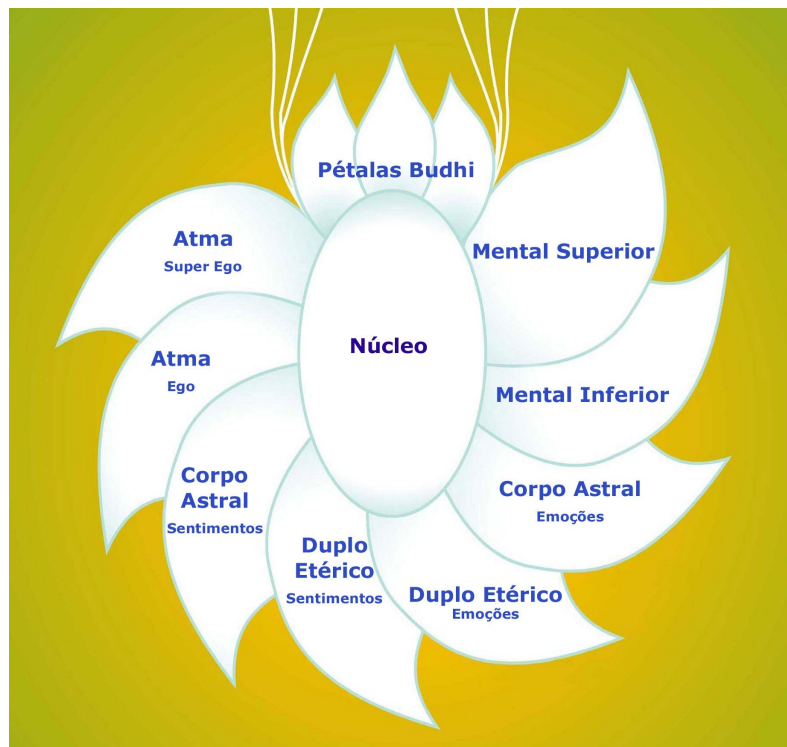 Pétalas Budhi
Atma
Super Ego
Mental Superior
Núcleo
Atma
Ego
Mental Inferior
Corpo
Astral
Sentimentos
Corpo Astral
Emoções
Duplo
Etérico
Sentimentos
Duplo Etérico
Emoções